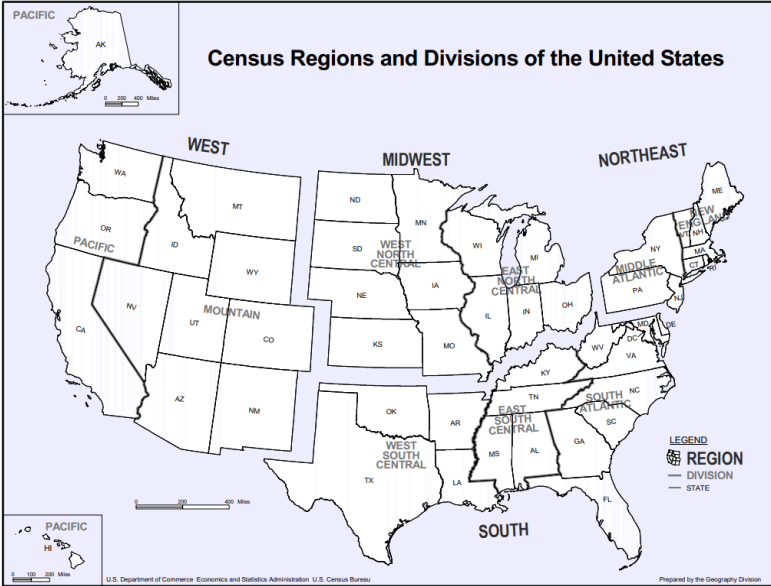 PACIFIC
AK
0 200 400 Miles
Census Regions and Divisions of the United States
WEST
MIDWEST
NORTHEAST
WA
MT
ND
MN
ME
OR
ID
SD
WI
MI
NY
VT
NH
NEW
ENGLAND
MA
CT
RI
PACIFIC
WY
WEST
NORTH
CENTRAL
EAST
NORTH
CENTRAL
MIDDLE
ATLANTIC
PA
NJ
NE
IA
NV
UT
MOUNTAIN
CO
IL
IN
OH
MD
DE
DC
WV
VA
CA
KS
MO
KY
AZ
NM
OK
AR
TN
NC
SOUTH
ATLANTIC
SC
EAST
SOUTH
CENTRAL
MS
AL
GA
WEST
SOUTH
CENTRAL
TX
LA
FL
LEGEND
REGION
DIVISION
STATE
0 200 400 Miles
SOUTH
PACIFIC
HI
0 100 200 Miles
U.S. Department of Commerce Economics and Statistics Administration U.S. Census Bureau
Prepared by the Geography Division